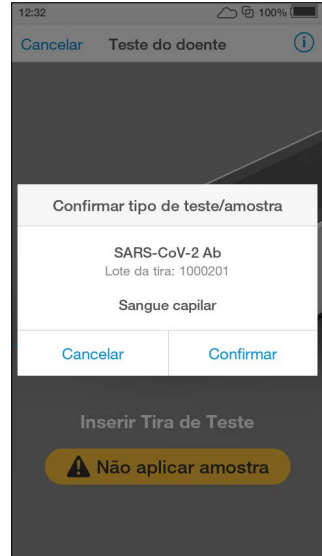 12:32 100%
Cancelar Teste do doente i
Confirmar tipo de teste/amostra
SARS-CoV-2 Ab
Lote da tira: 1000201
Sangue capilar
Cancelar Confirmar
Inserir Tira de Teste
Não aplicar amostra